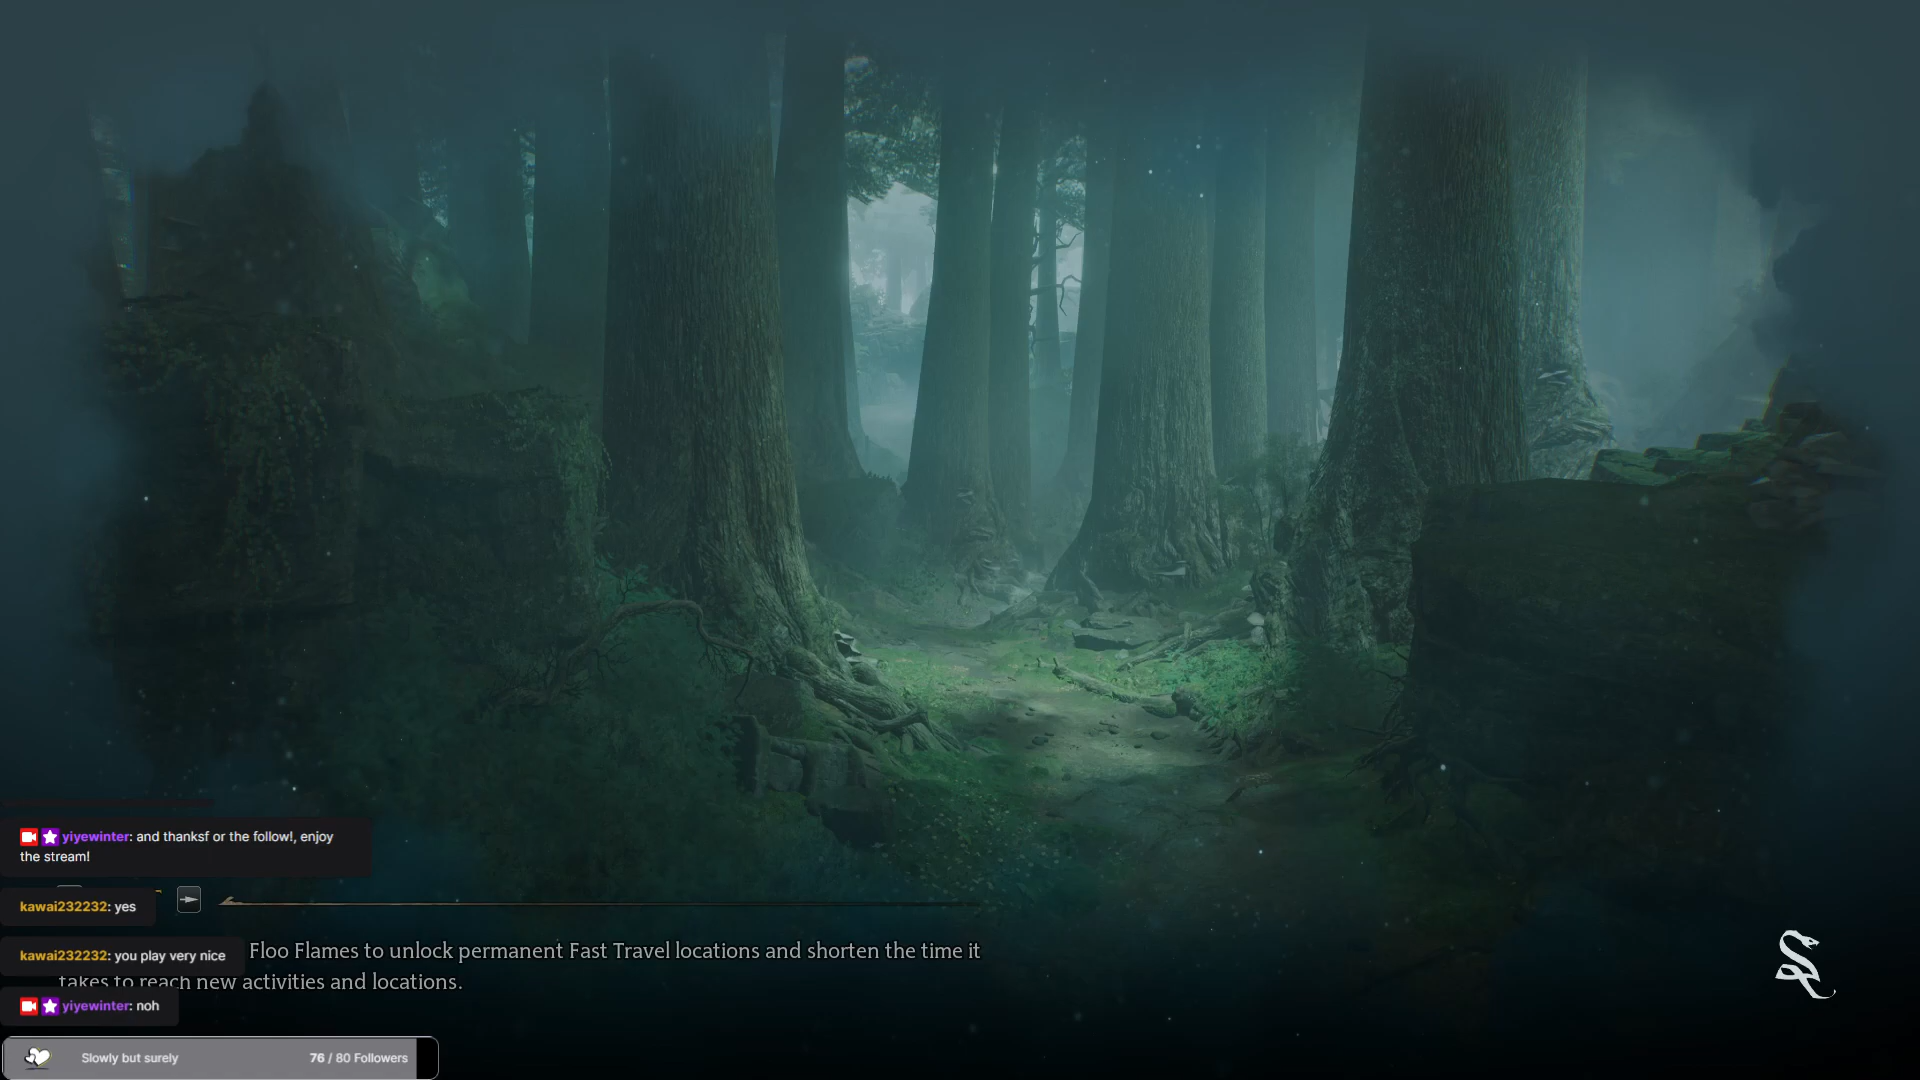 yiyewinter: and thanksf or the follow!, enjoy
the stream!
kawai232232: yes
kawai232232: you play very nice
Floo Flames to unlock permanent Fast Travel locations and shorten the time it
takes to reach new activities and locations.
yiyewinter: noh
Slowly but surely 76 / 80 Followers